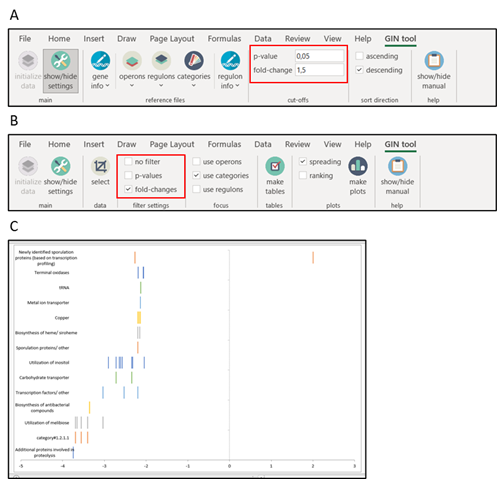 A
File Home Insert Draw Page Layout Formulas Data Review View Help GIN tool
initialize data
show/hide settings
main
gene info
operons
regulons
categories
reference files
regulon info
p-value 0,05
fold-change 1,5
cut-offs
ascending
descending
sort direction
show/hide manual
help
B
File Home Insert Draw Page Layout Formulas Data Review View Help GIN tool
initialize data
show/hide settings
main
select
data
no filter
p-values
fold-changes
filter settings
use operons
use categories
use regulons
focus
make tables
tables
spreading
ranking
make plots
plots
show/hide manual
help
C
Newly identified sporulation
proteins (based on transcription
profiling)
Terminal oxidases
tRNA
Metal ion transporter
Copper
Biosynthesis of heme/ siroheme
Sporulation proteins/ other
Utilization of inositol
Carbohydrate transporter
Transcription factors/ other
Biosynthesis of antibacterial
compounds
Utilization of melibiose
category#1.2.1.1
Additional proteins involved in
proteolysis
-5 -4 -3 -2 -1 0 1 2 3